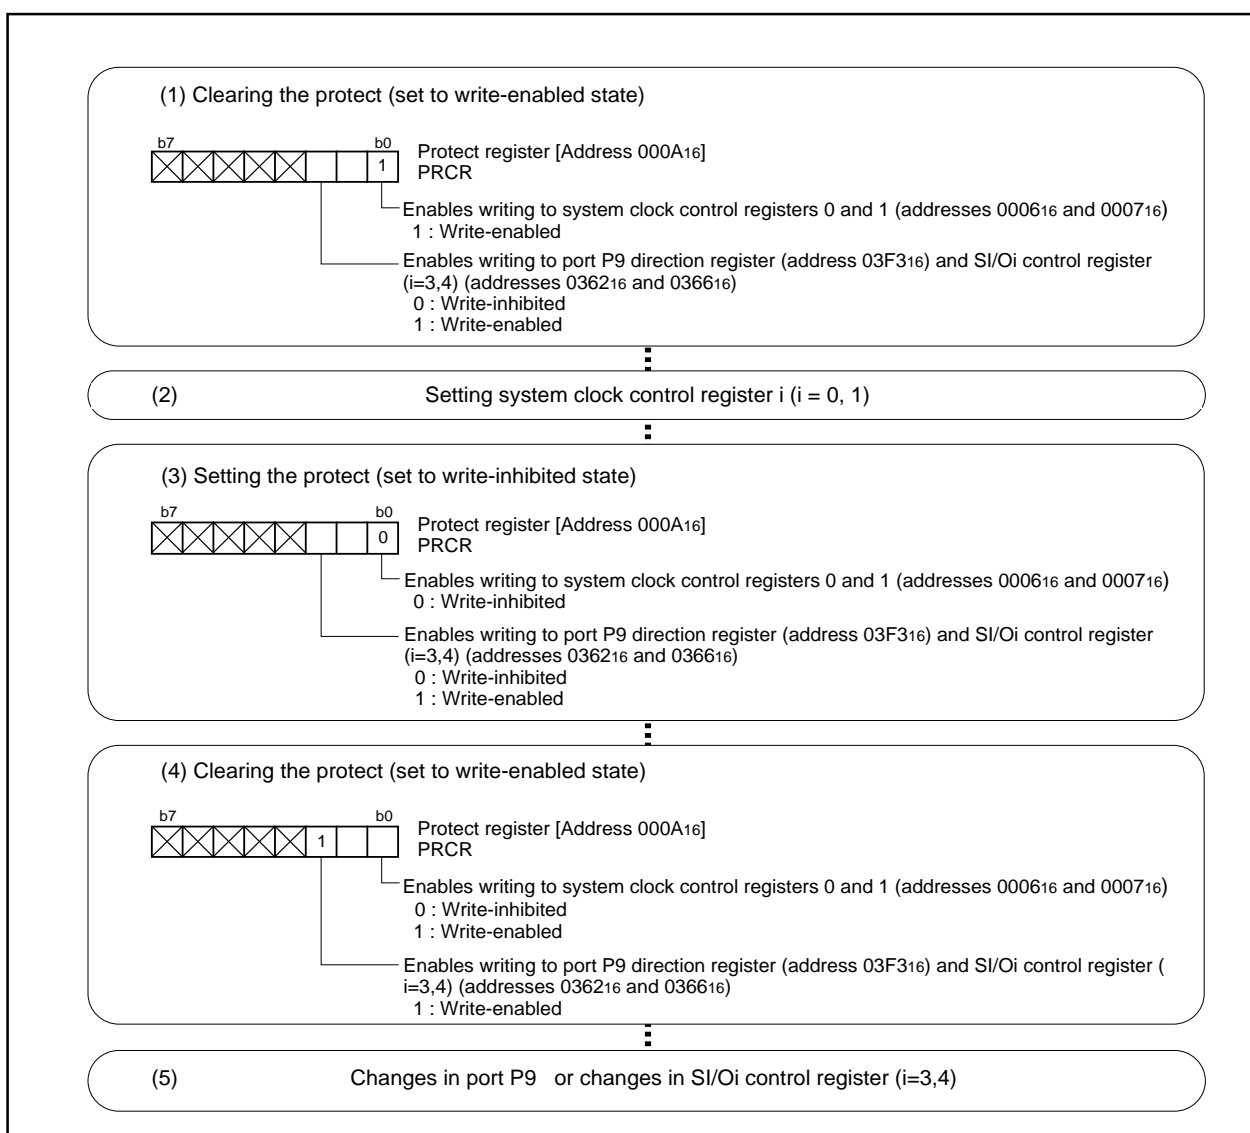 (1) Clearing the protect (set to write-enabled state)
b7 b0
1
Protect register [Address 000A16]
PRCR
Enables writing to system clock control registers 0 and 1 (addresses 000616 and 000716)
1 : Write-enabled
Enables writing to port P9 direction register (address 03F316) and SI/Oi control register
(i=3,4) (addresses 036216 and 036616)
0 : Write-inhibited
1 : Write-enabled
(2) Setting system clock control register i (i = 0, 1)
(3) Setting the protect (set to write-inhibited state)
b7 b0
0
Protect register [Address 000A16]
PRCR
Enables writing to system clock control registers 0 and 1 (addresses 000616 and 000716)
0 : Write-inhibited
Enables writing to port P9 direction register (address 03F316) and SI/Oi control register
(i=3,4) (addresses 036216 and 036616)
0 : Write-inhibited
1 : Write-enabled
(4) Clearing the protect (set to write-enabled state)
b7 b0
1
Protect register [Address 000A16]
PRCR
Enables writing to system clock control registers 0 and 1 (addresses 000616 and 000716)
0 : Write-inhibited
1 : Write-enabled
Enables writing to port P9 direction register (address 03F316) and SI/Oi control register (
i=3,4) (addresses 036216 and 036616)
1 : Write-enabled
(5) Changes in port P9 or changes in SI/Oi control register (i=3,4)